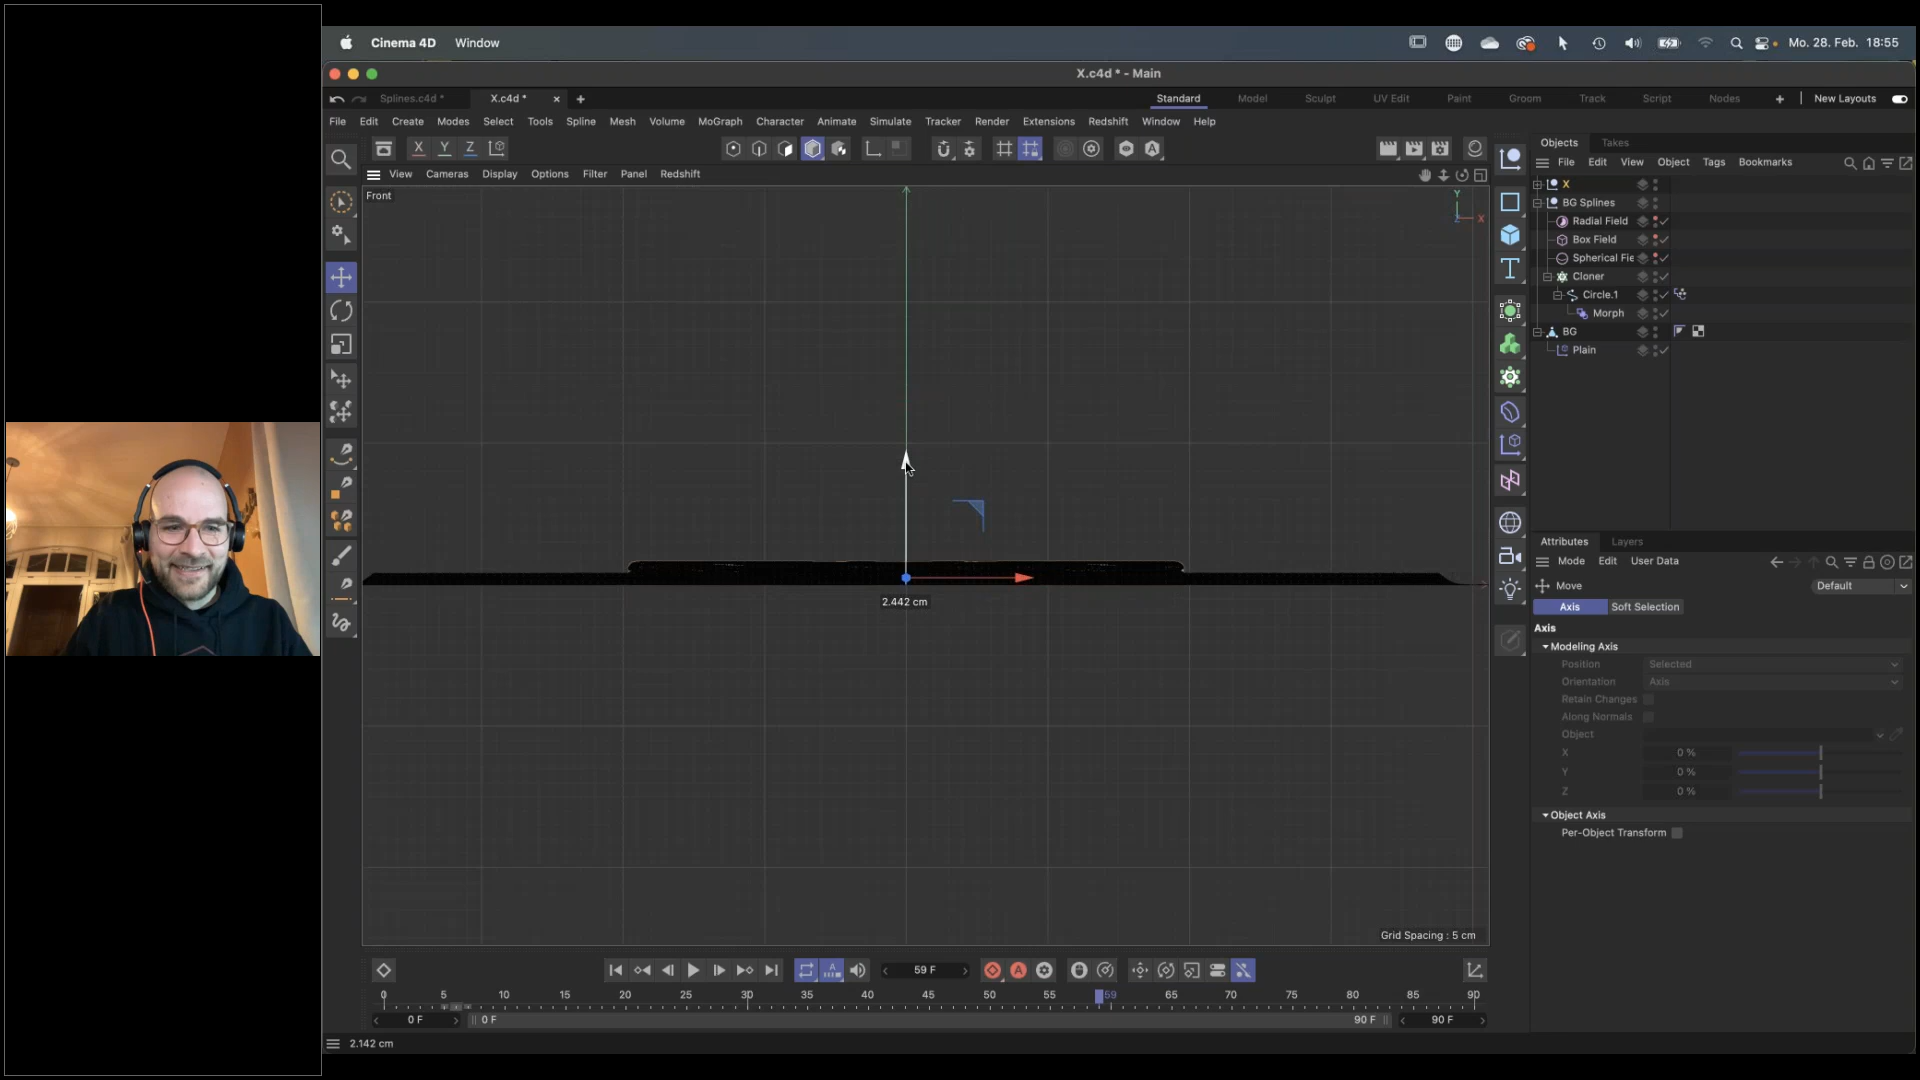 Cinema 4D Window
Mo. 28. Feb. 18:55
X.c4d * - Main
Splines.c4d * X.c4d *
Standard Model Sculpt UV Edit Paint Groom Track Script Nodes New Layouts
File Edit Create Modes Select Tools Spline Mesh Volume MoGraph Character Animate Simulate Tracker Render Extensions Redshift Window Help
X Y Z
View Cameras Display Options Filter Panel Redshift
Front
Y
X
2.442 cm
Grid Spacing : 5 cm
Objects Takes
File Edit View Object Tags Bookmarks
X
BG Splines
Radial Field
Box Field
Spherical Fie
Cloner
Circle.1
Morph
BG
Plain
Attributes Layers
Mode Edit User Data
Move Default
Axis Soft Selection
Axis
Modeling Axis
Position Selected
Orientation Axis
Retain Changes
Along Normals
Object
X 0 %
Y 0 %
Z 0 %
Object Axis
Per-Object Transform
59 F
0 5 10 15 20 25 30 35 40 45 50 55 59 65 70 75 80 85 90
0 F 0 F 90 F 90 F
2.142 cm